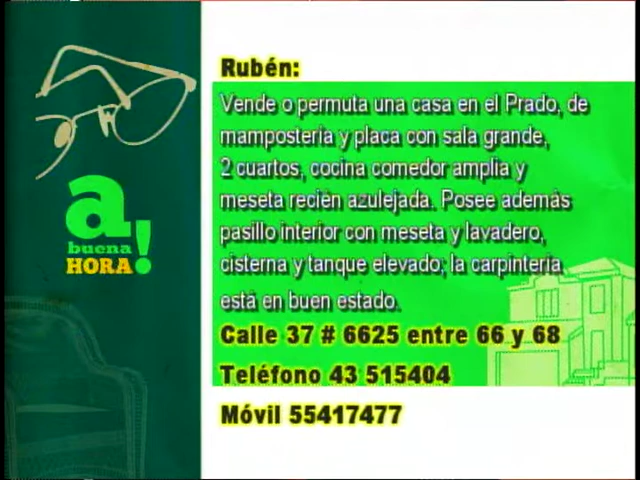 Rubén:
Vende o permuta una casa en el Prado, de
mampostería y placa con sala grande,
2 cuartos, cocina comedor amplia y
meseta recién azulejada. Posee además
pasillo interior con meseta y lavadero,
cisterna y tanque elevado; la carpintería
está en buen estado.
Calle 37 # 6625 entre 66 y 68
Teléfono 43 515404
Móvil 55417477
a
buena
HORA!